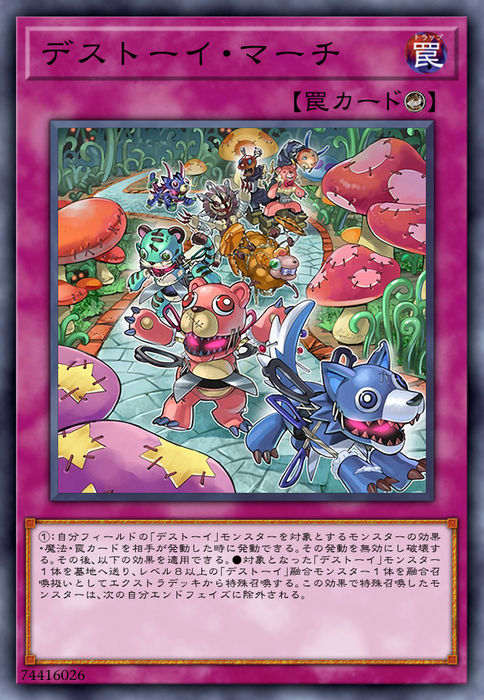 デストーイ・マーチ
トラップ
罠
【罠カード】
①：自分フィールドの「デストーイ」モンスターを対象とするモンスターの効果
・魔法・罠カードを相手が発動した時に発動できる。その発動を無効にし破壊す
る。その後、以下の効果を適用できる。●対象となった「デストーイ」モンスター
１体を墓地へ送り、レベル８以上の「デストーイ」融合モンスター１体を融合召
喚扱いとしてエクストラデッキから特殊召喚する。この効果で特殊召喚したモ
ンスターは、次の自分エンドフェイズに除外される。
74416026